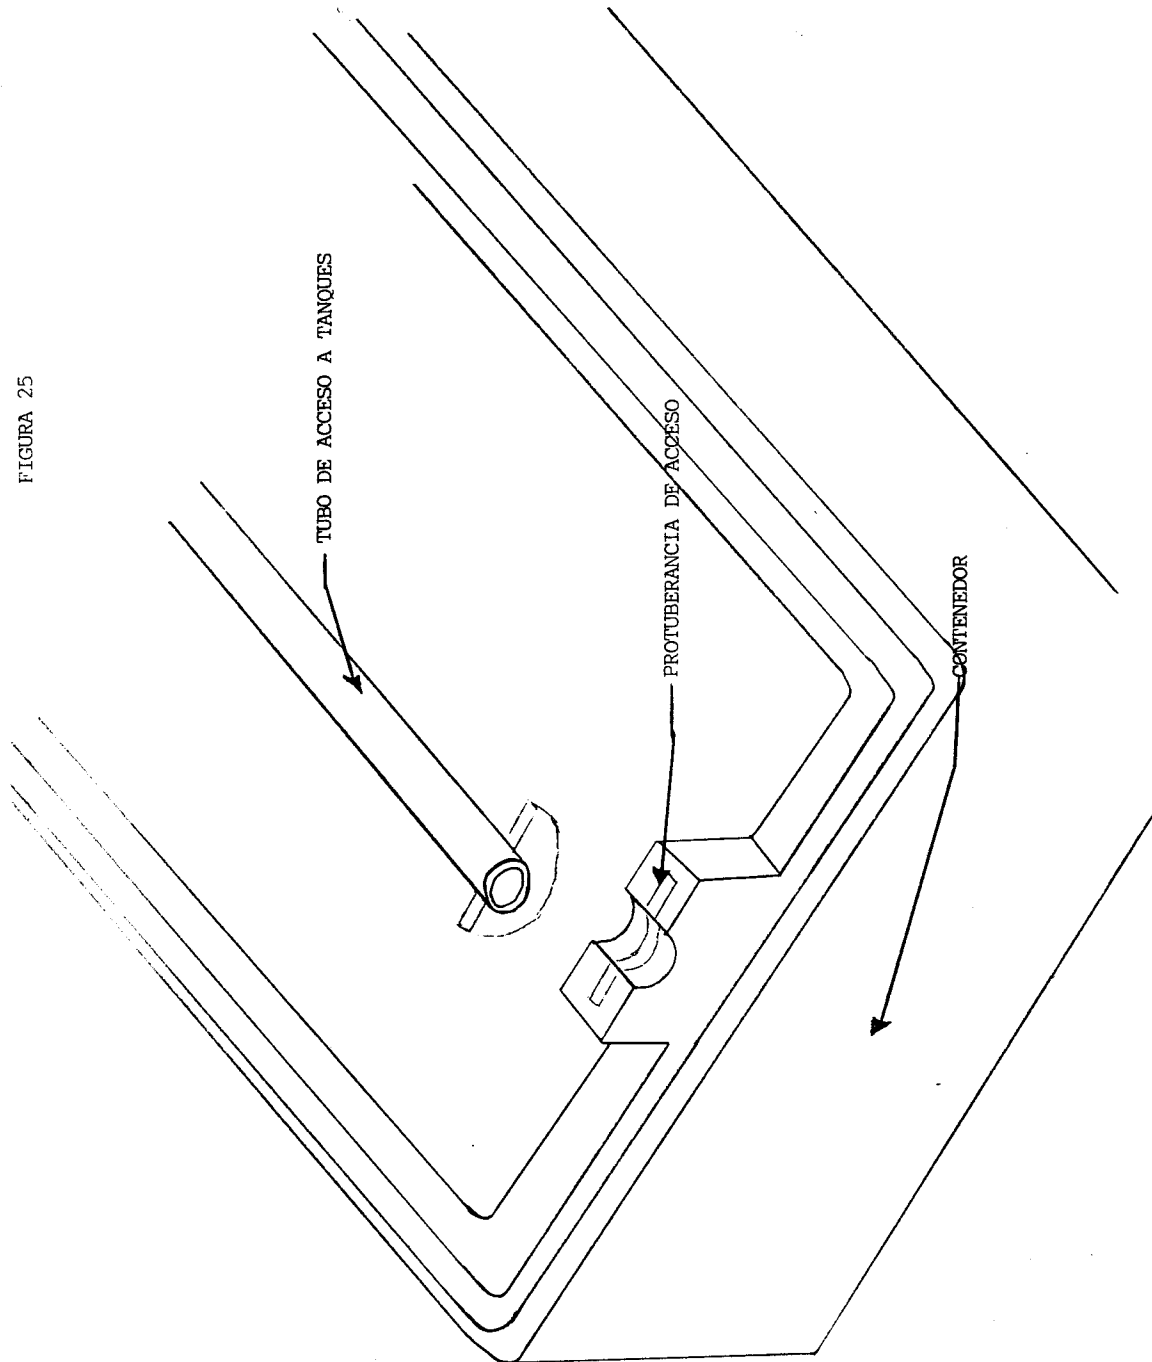 FIGURA 25
TUBO DE ACCESO A TANQUES
PROTUBERANCIA DE ACCESO
CONTENEDOR